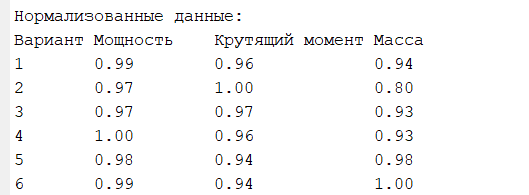 Нормализованные данные:
Вариант Мощность Крутящий момент Масса
1 0.99 0.96 0.94
2 0.97 1.00 0.80
3 0.97 0.97 0.93
4 1.00 0.96 0.93
5 0.98 0.94 0.98
6 0.99 0.94 1.00